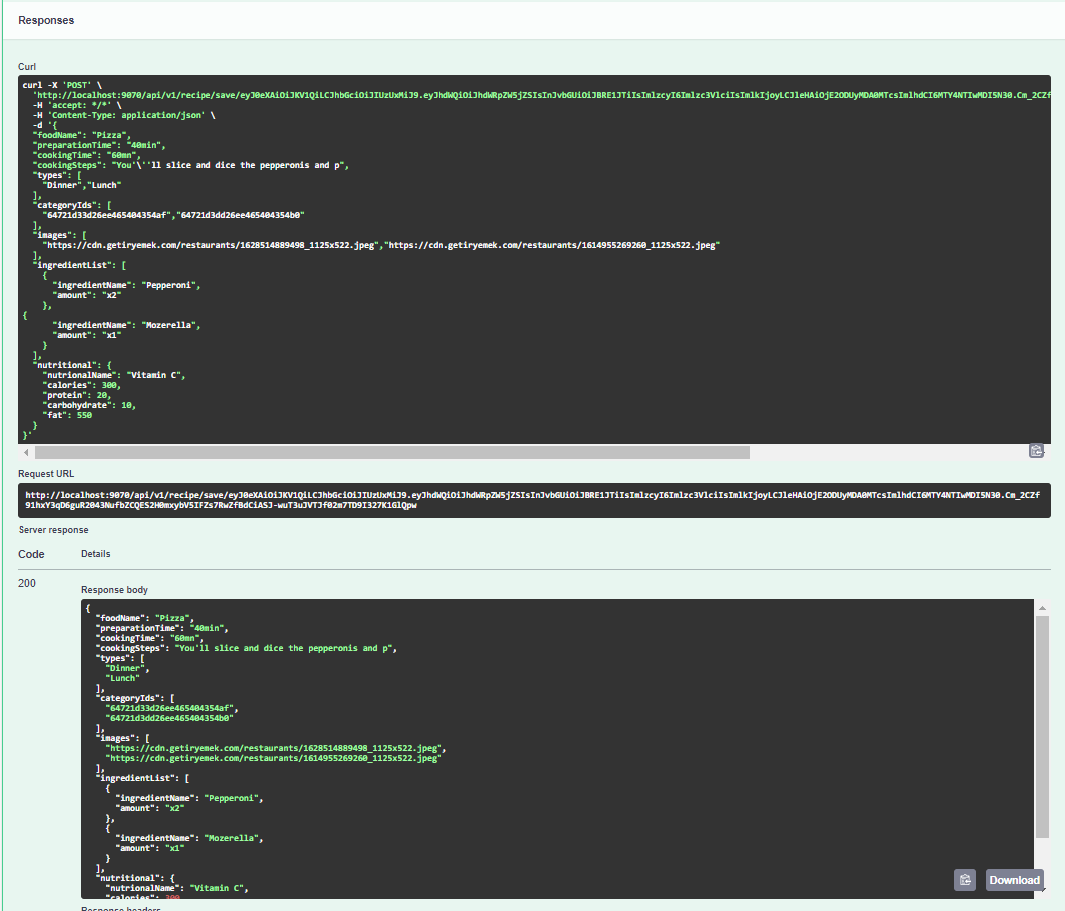 Responses
Curl
curl -X 'POST' \
'http://localhost:9070/api/v1/recipe/save/eyJ0eXAiOiJKV1QiLCJhbGciOiJIUzUxMiJ9.eyJhdWQiOiJhdWRpZW5jZSIsInJvbGUiOiJBRE1JTiIsImlzcyI6Imlzc3VlciIsImlkIjoyLCJleHAiOjE2ODUyMDA0MTcsImlhdCI6MTY4NTIwMDI5N30.Cm_2CZf
-H 'accept: */*' \
-H 'Content-Type: application/json' \
-d '{
"foodName": "Pizza",
"preparationTime": "40min",
"cookingTime": "60mn",
"cookingSteps": "You'\''ll slice and dice the pepperonis and p",
"types": [
"Dinner","Lunch"
],
"categoryIds": [
"64721d33d26ee465404354af","64721d3dd26ee465404354b0"
],
"images": [
"https://cdn.getiryemek.com/restaurants/1628514889498_1125x522.jpeg","https://cdn.getiryemek.com/restaurants/1614955269260_1125x522.jpeg"
],
"ingredientList": [
{
"ingredientName": "Pepperoni",
"amount": "x2"
},
{
"ingredientName": "Mozerella",
"amount": "x1"
}
],
"nutritional": {
"nutrionalName": "Vitamin C",
"calories": 300,
"protein": 20,
"carbohydrate": 10,
"fat": 550
}
}'
Request URL
http://localhost:9070/api/v1/recipe/save/eyJ0eXAiOiJKV1QiLCJhbGciOiJIUzUxMiJ9.eyJhdWQiOiJhdWRpZW5jZSIsInJvbGUiOiJBRE1JTiIsImlzcyI6Imlzc3VlciIsImlkIjoyLCJleHAiOjE2ODUyMDA0MTcsImlhdCI6MTY4NTIwMDI5N30.Cm_2CZf
91hxY3qD6guR2043NufbZCQES2H0mxybV5IFZs7RwZfBdCiASJ-wuT3uJVTJf02m7TD9I327K1GlQpw
Server response
Code Details
200
Response body
{
"foodName": "Pizza",
"preparationTime": "40min",
"cookingTime": "60mn",
"cookingSteps": "You'll slice and dice the pepperonis and p",
"types": [
"Dinner",
"Lunch"
],
"categoryIds": [
"64721d33d26ee465404354af",
"64721d3dd26ee465404354b0"
],
"images": [
"https://cdn.getiryemek.com/restaurants/1628514889498_1125x522.jpeg",
"https://cdn.getiryemek.com/restaurants/1614955269260_1125x522.jpeg"
],
"ingredientList": [
{
"ingredientName": "Pepperoni",
"amount": "x2"
},
{
"ingredientName": "Mozerella",
"amount": "x1"
}
],
"nutritional": {
"nutrionalName": "Vitamin C",
"calories": 300
Download
Response headers